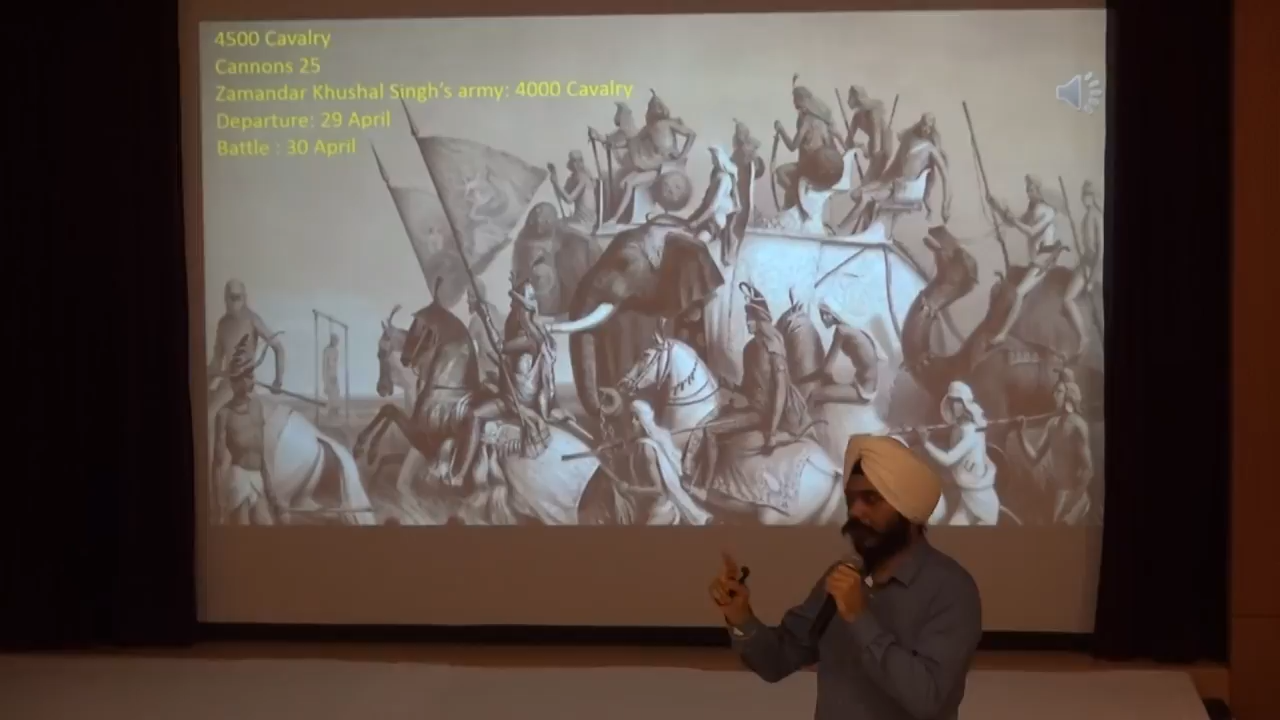 4500 Cavalry
Cannons 25
Zamandar Khushal Singh's army: 4000 Cavalry
Departure: 29 April
Battle : 30 April